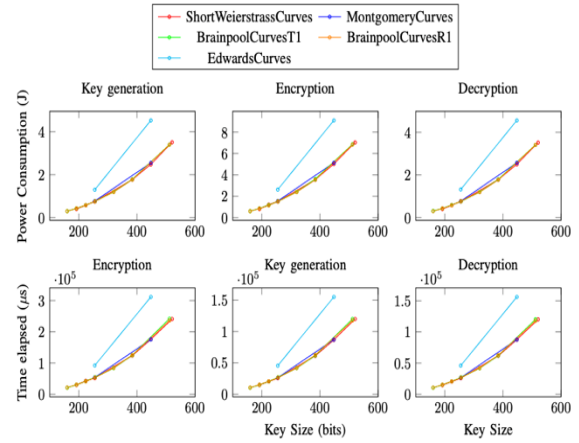 ShortWeierstrassCurves MontgomeryCurves
BrainpoolCurvesT1 BrainpoolCurvesR1
EdwardsCurves
Key generation Encryption Decryption
Power Consumption (J)
4
2
0
200 400 600
8
6
4
2
0
200 400 600
4
2
0
200 400 600
Encryption Key generation Decryption
Time elapsed (μs)
·10^5
3
2
1
0
200 400 600
·10^5
1.5
1
0.5
0
200 400 600
·10^5
1.5
1
0.5
0
200 400 600
Key Size (bits) Key Size